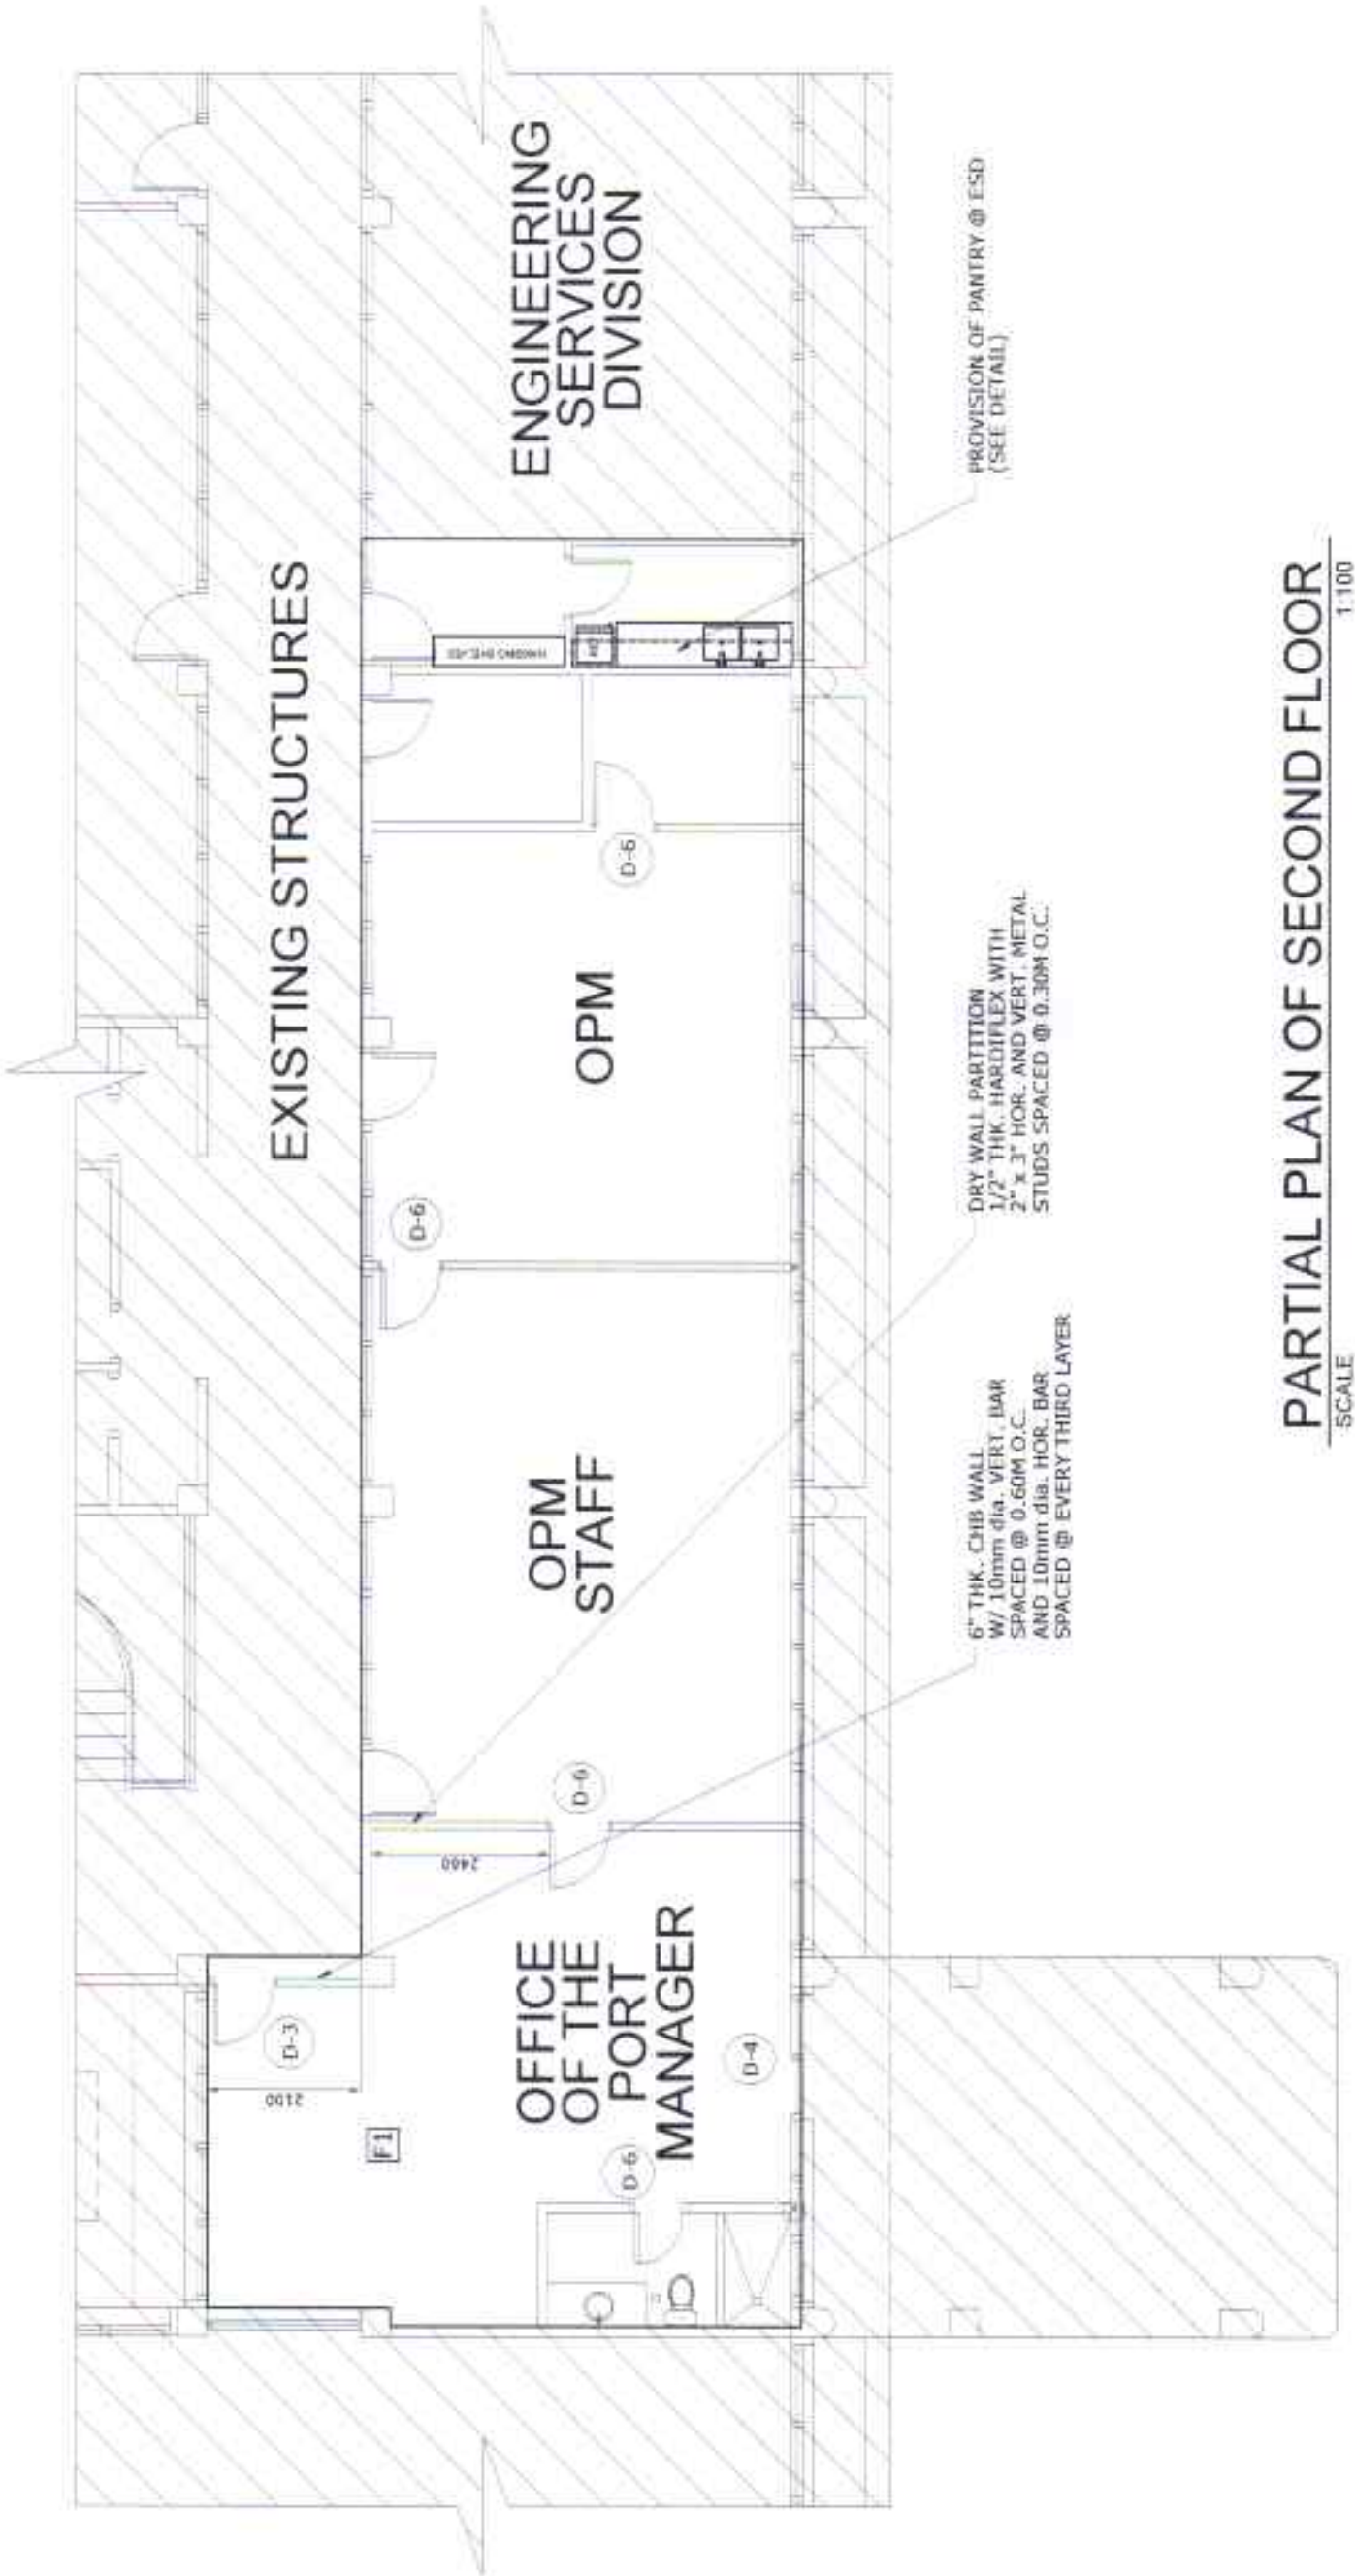 EXISTING STRUCTURES
ENGINEERING
SERVICES
DIVISION
HANGING SHELVES
REF
OPM
OPM
STAFF
OFFICE
OF THE
PORT
MANAGER
D-3
D-6
D-6
D-6
D-6
D-4
F1
2100
2400
6" THK. CHB WALL
W/ 10mm dia. VERT. BAR
SPACED @ 0.60M O.C.
AND 10mm dia. HOR. BAR
SPACED @ EVERY THIRD LAYER
DRY WALL PARTITION
1/2" THK. HARDIFLEX WITH
2" x 3" HOR. AND VERT. METAL
STUDS SPACED @ 0.30M O.C.
PROVISION OF PANTRY @ ESD
(SEE DETAIL)
PARTIAL PLAN OF SECOND FLOOR
SCALE 1:100